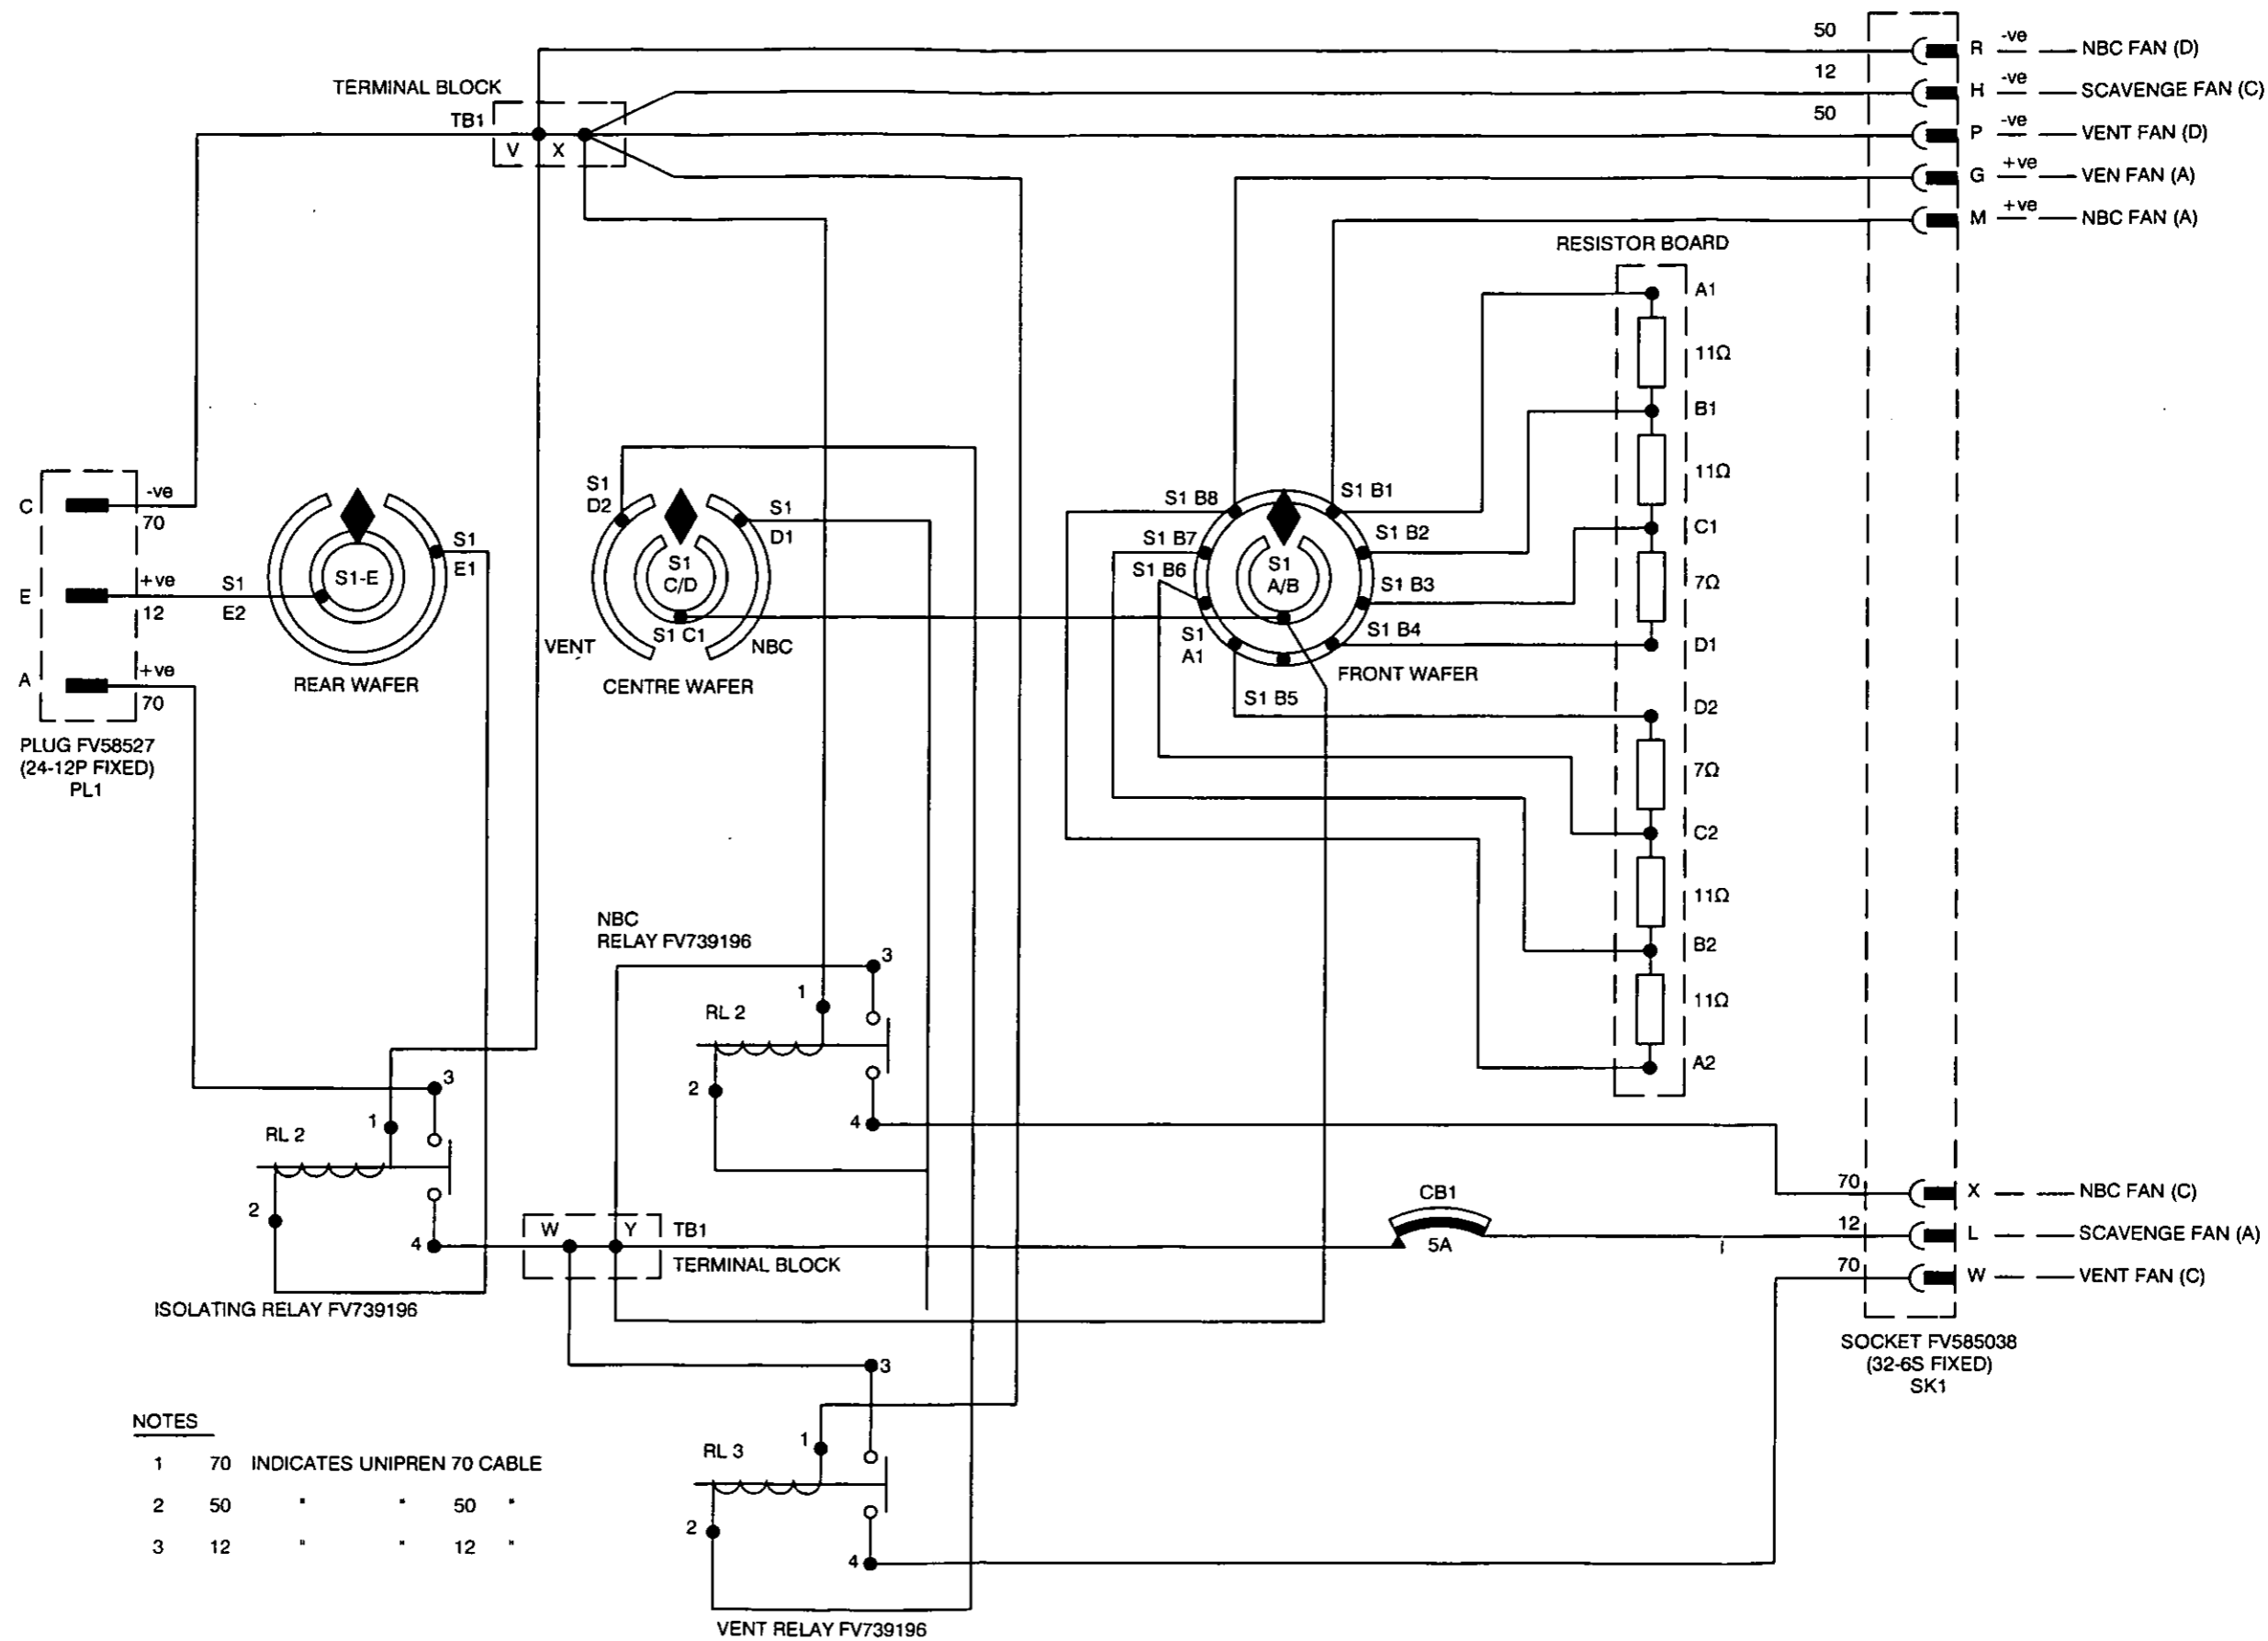 50
R -ve NBC FAN (D)
12
H -ve SCAVENGE FAN (C)
50
P -ve VENT FAN (D)
G +ve VEN FAN (A)
M +ve NBC FAN (A)
TERMINAL BLOCK
TB1
V X
RESISTOR BOARD
A1
11Ω
B1
11Ω
C1
7Ω
D1
D2
7Ω
C2
11Ω
B2
11Ω
A2
C
-ve
70
E
+ve
12
A
+ve
70
PLUG FV58527
(24-12P FIXED)
PL1
S1
E2
S1-E
S1
E1
REAR WAFER
S1
D2
S1
D1
S1
C/D
S1 C1
VENT
NBC
CENTRE WAFER
S1 B8
S1 B1
S1 B7
S1 B2
S1 B6
S1
A/B
S1 B3
S1
A1
S1 B4
S1 B5
FRONT WAFER
NBC
RELAY FV739196
3
1
RL 2
2
4
3
1
RL 2
2
4
ISOLATING RELAY FV739196
W Y TB1
TERMINAL BLOCK
CB1
5A
70
X NBC FAN (C)
12
L SCAVENGE FAN (A)
70
W VENT FAN (C)
SOCKET FV585038
(32-6S FIXED)
SK1
3
1
RL 3
2
4
VENT RELAY FV739196
NOTES
1 70 INDICATES UNIPREN 70 CABLE
2 50 " " 50 "
3 12 " " 12 "